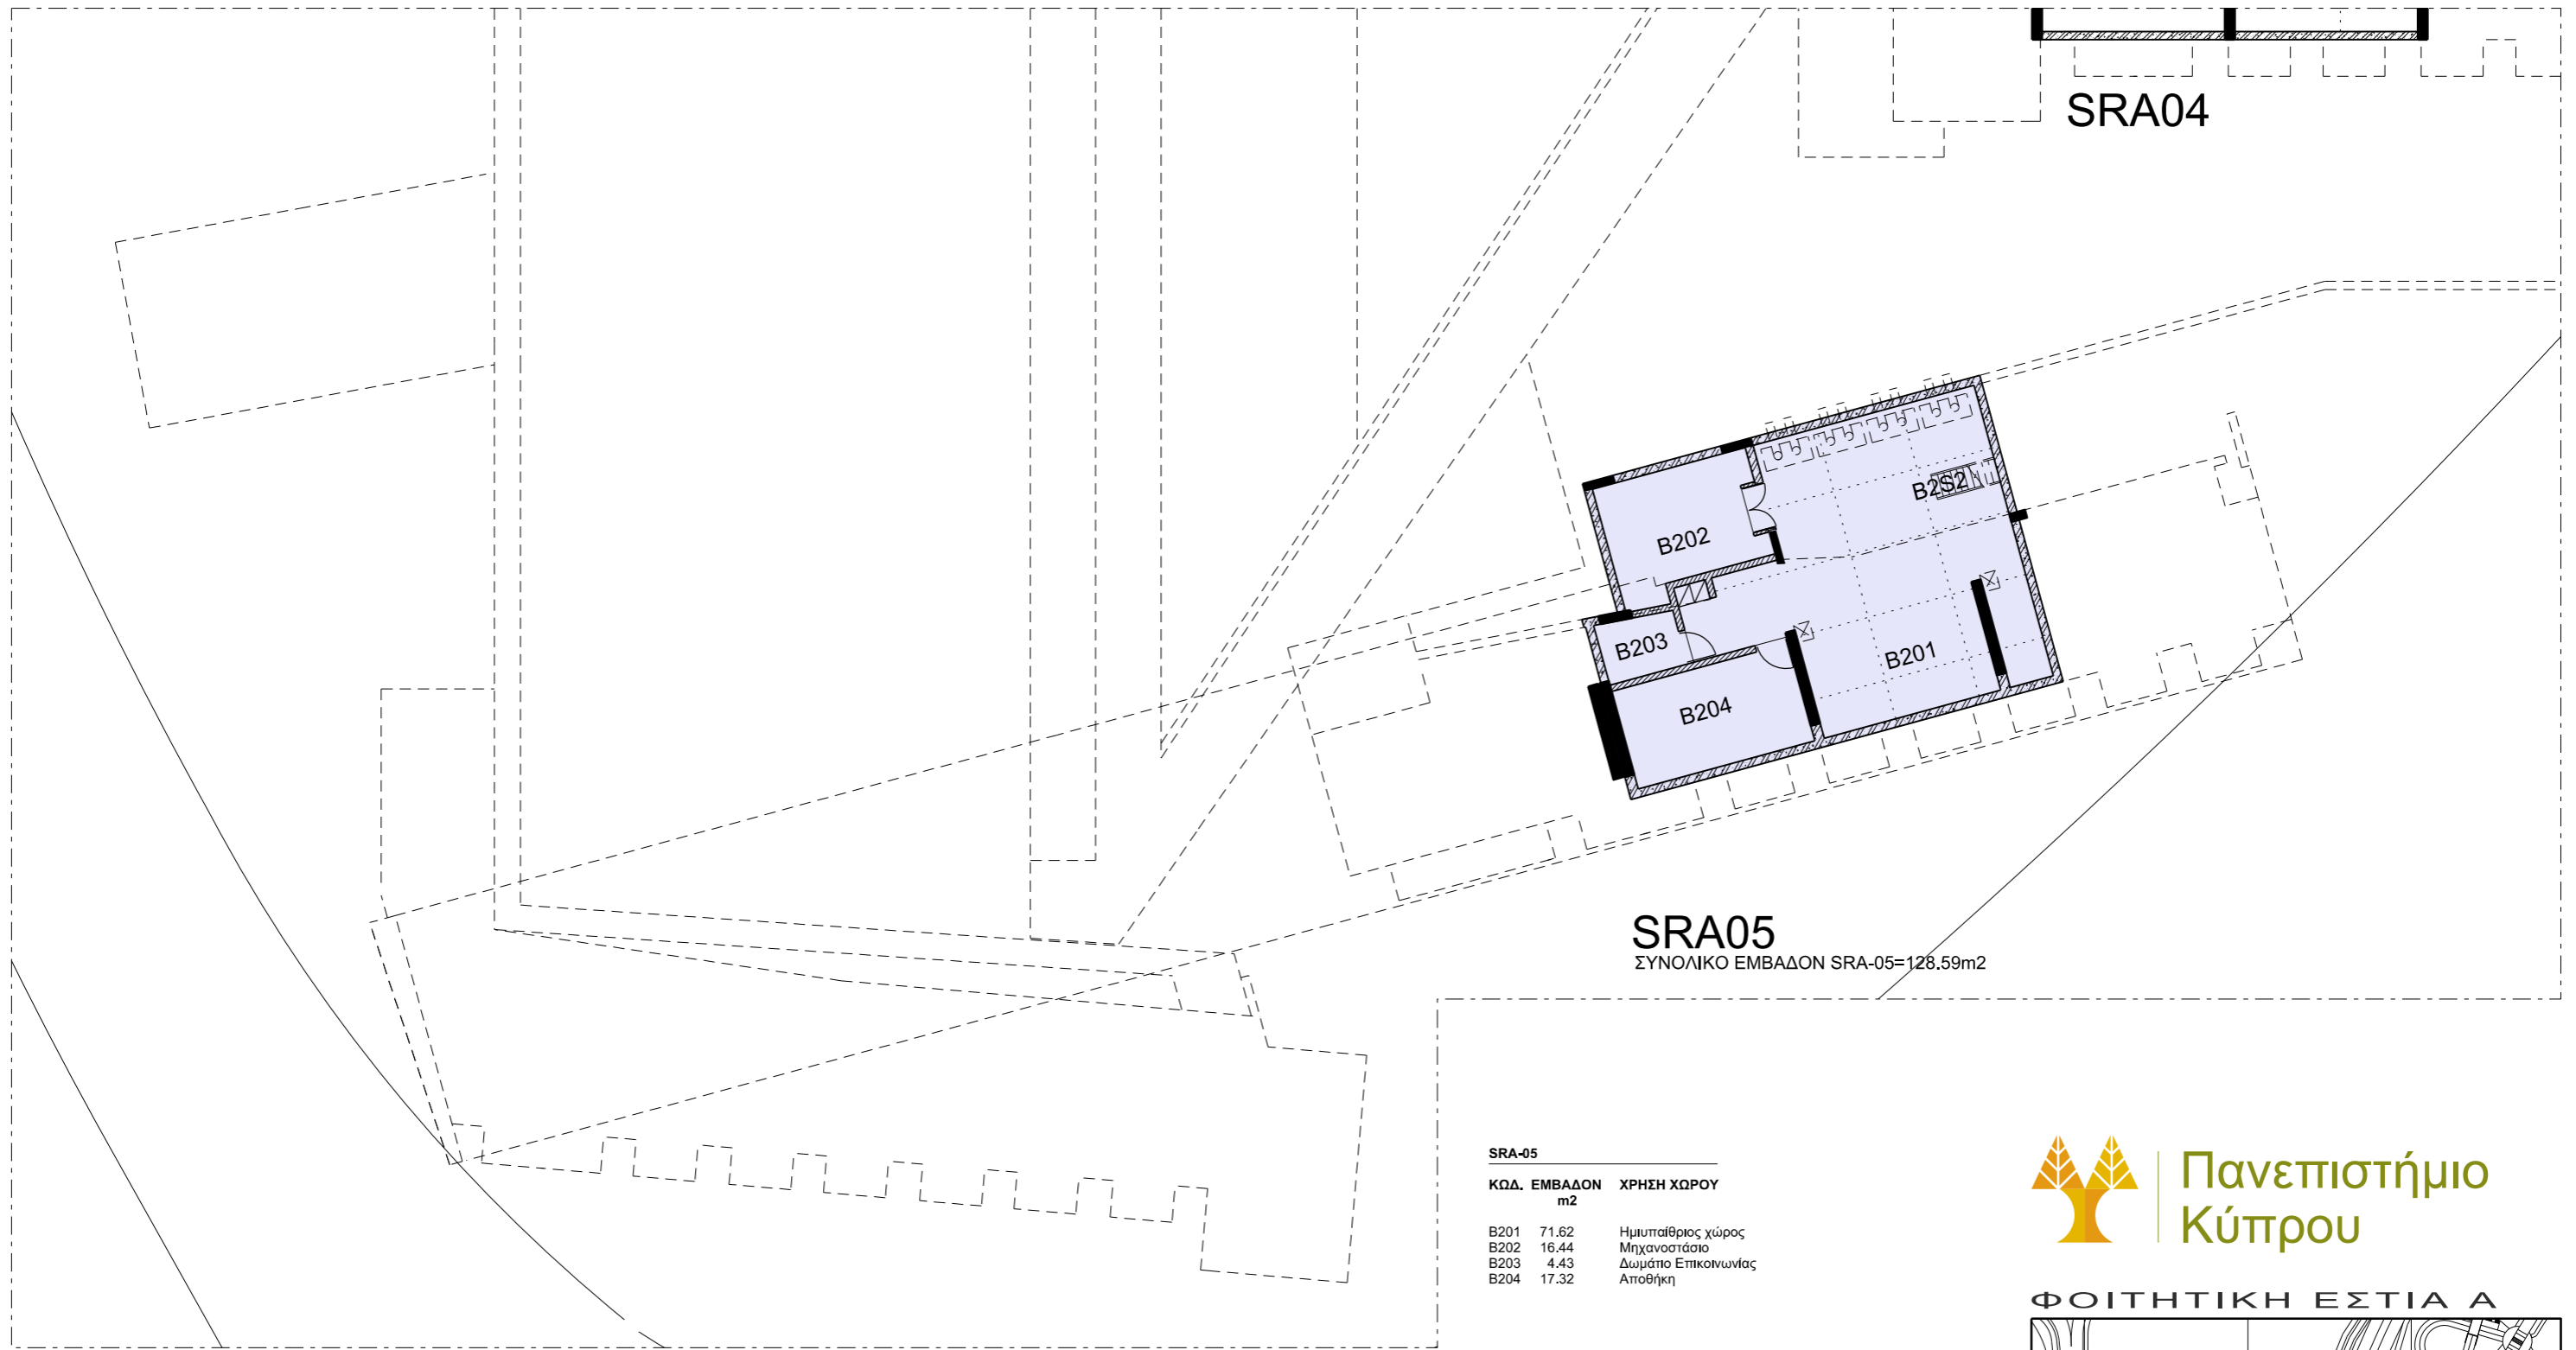 SRA04
B2S2
B202
B203
B201
B204
SRA05
ΣΥΝΟΛΙΚΟ ΕΜΒΑΔΟΝ SRA-05=128.59m2
SRA-05
ΚΩΔ. ΕΜΒΑΔΟΝ m2 ΧΡΗΣΗ ΧΩΡΟΥ
B201 71.62 Ημιυπαίθριος χώρος
B202 16.44 Μηχανοστάσιο
B203 4.43 Δωμάτιο Επικοινωνίας
B204 17.32 Αποθήκη
Πανεπιστήμιο
Κύπρου
ΦΟΙΤΗΤΙΚΗ ΕΣΤΙΑ Α